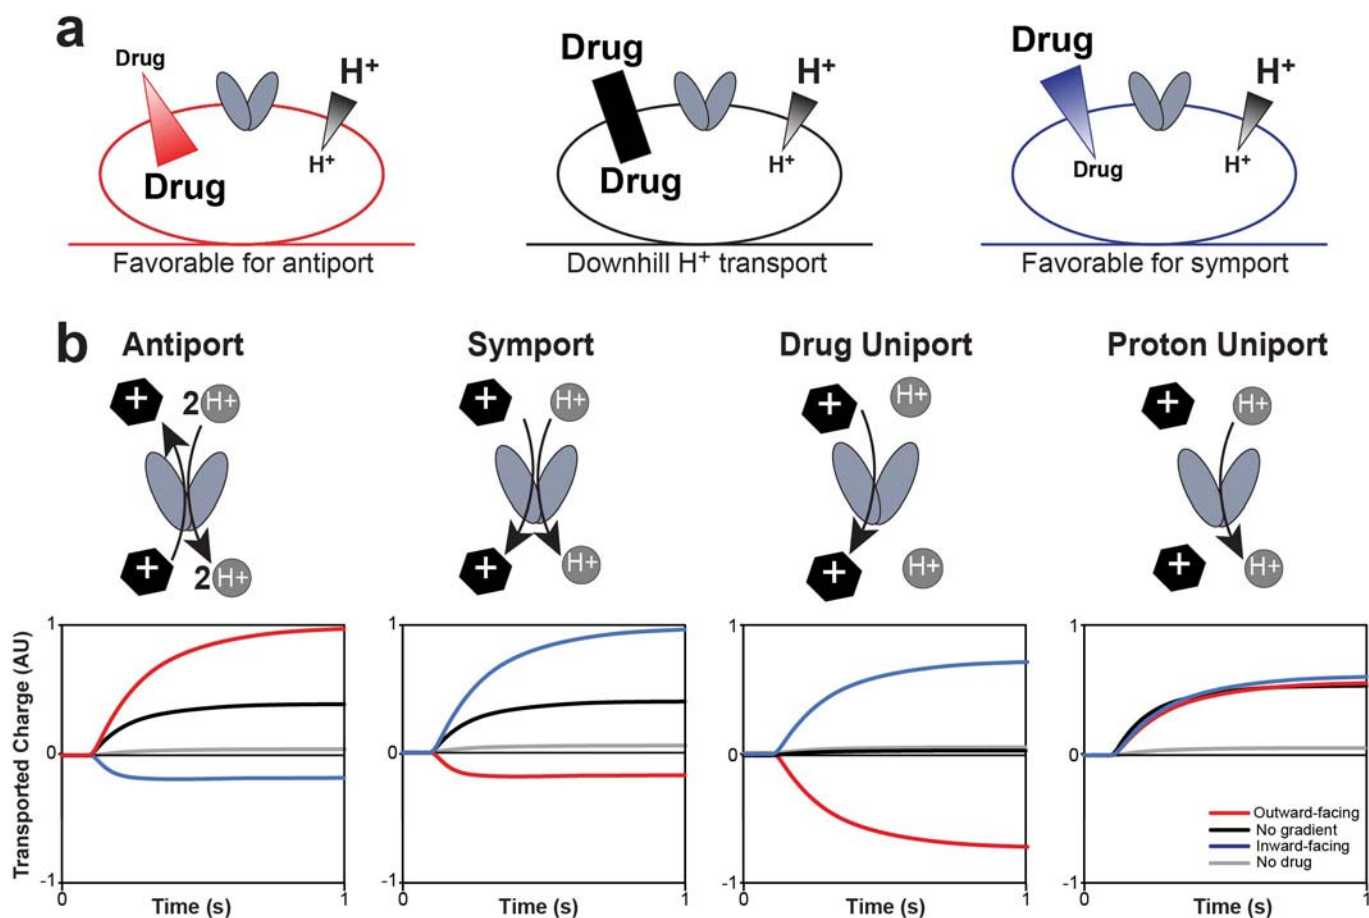 a
Drug
H+
Drug
H+
Favorable for antiport
Drug
H+
Drug
H+
Downhill H+ transport
Drug
H+
Drug
H+
Favorable for symport
b
Antiport
Symport
Drug Uniport
Proton Uniport
+
2 H+
+
2 H+
+
H+
+
H+
+
H+
+
H+
+
H+
+
H+
Transported Charge (AU)
1
0
-1
0
1
Time (s)
1
0
-1
0
1
Time (s)
1
0
-1
0
1
Time (s)
1
0
-1
0
1
Time (s)
Outward-facing
No gradient
Inward-facing
No drug